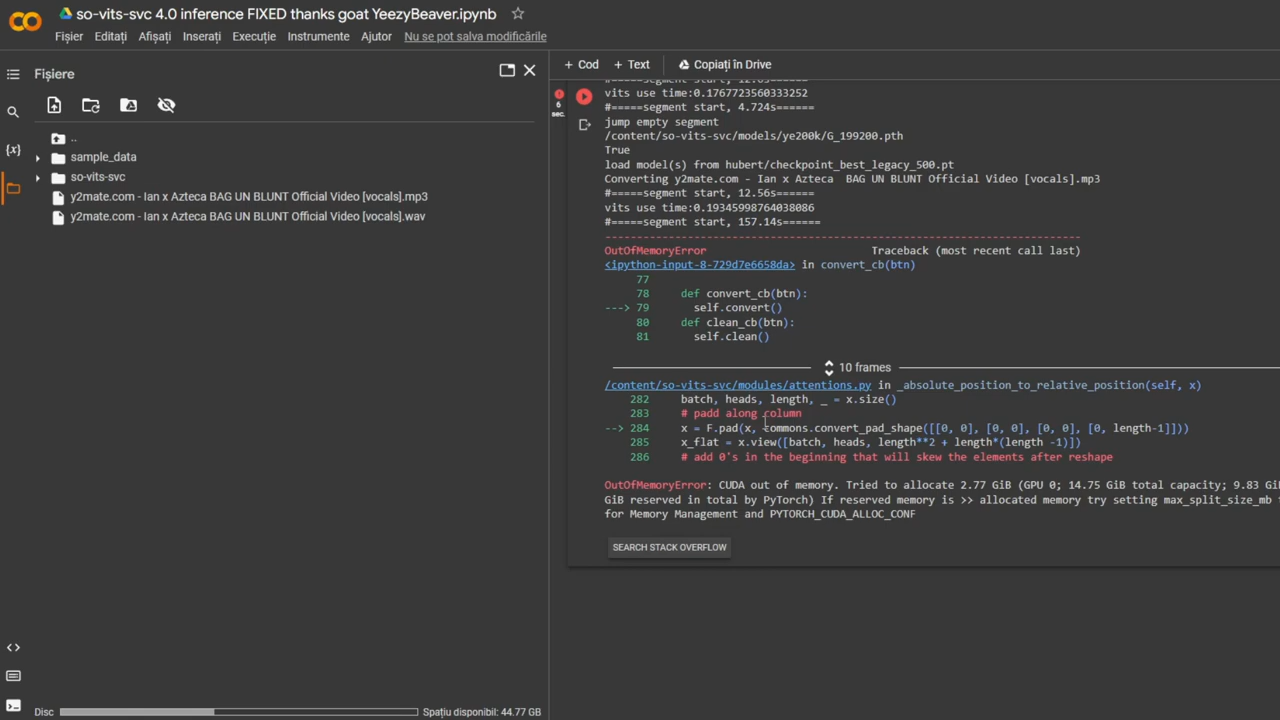 so-vits-svc 4.0 inference FIXED thanks goat YeezyBeaver.ipynb
Fișier Editați Afișați Inserați Execuție Instrumente Ajutor Nu se pot salva modificările
Fișiere
+ Cod + Text Copiați în Drive
..
sample_data
so-vits-svc
y2mate.com - Ian x Azteca BAG UN BLUNT Official Video [vocals].mp3
y2mate.com - Ian x Azteca BAG UN BLUNT Official Video [vocals].wav
6
sec.
vits use time:0.1767723560333252
#=====segment start, 4.724s======
jump empty segment
/content/so-vits-svc/models/ye200k/G_199200.pth
True
load model(s) from hubert/checkpoint_best_legacy_500.pt
Converting y2mate.com - Ian x Azteca  BAG UN BLUNT Official Video [vocals].mp3
#=====segment start, 12.56s======
vits use time:0.19345998764038086
#=====segment start, 157.14s======
---------------------------------------------------------------------------
OutOfMemoryError                          Traceback (most recent call last)
<ipython-input-8-729d7e6658da> in convert_cb(btn)
77
78     def convert_cb(btn):
---> 79       self.convert()
80     def clean_cb(btn):
81       self.clean()
10 frames
/content/so-vits-svc/modules/attentions.py in _absolute_position_to_relative_position(self, x)
282     batch, heads, length, _ = x.size()
283     # padd along column
--> 284     x = F.pad(x, commons.convert_pad_shape([[0, 0], [0, 0], [0, 0], [0, length-1]]))
285     x_flat = x.view([batch, heads, length**2 + length*(length -1)])
286     # add 0's in the beginning that will skew the elements after reshape
OutOfMemoryError: CUDA out of memory. Tried to allocate 2.77 GiB (GPU 0; 14.75 GiB total capacity; 9.83 Gi
GiB reserved in total by PyTorch) If reserved memory is >> allocated memory try setting max_split_size_mb
for Memory Management and PYTORCH_CUDA_ALLOC_CONF
SEARCH STACK OVERFLOW
Disc Spațiu disponibil: 44.77 GB